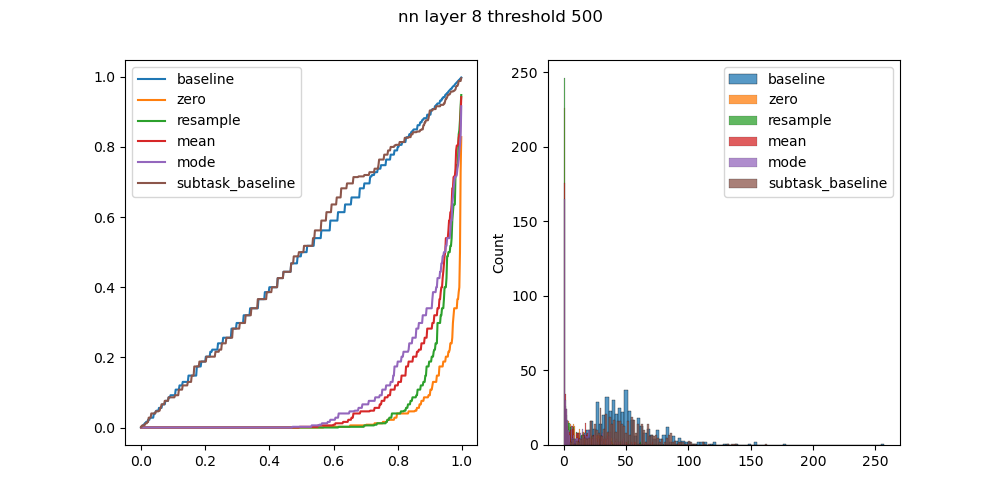 nn layer 8 threshold 500
baseline
zero
resample
mean
mode
subtask_baseline
1.0
0.8
0.6
0.4
0.2
0.0
0.0 0.2 0.4 0.6 0.8 1.0
baseline
zero
resample
mean
mode
subtask_baseline
Count
250
200
150
100
50
0
0 50 100 150 200 250